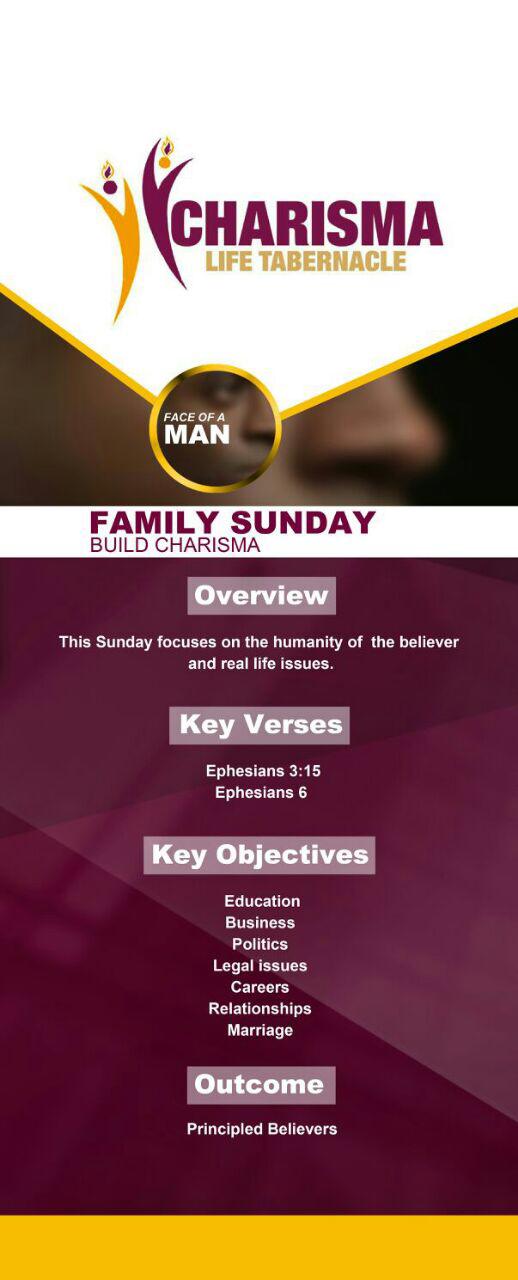 CHARISMA
LIFE TABERNACLE
FACE OF A
MAN
FAMILY SUNDAY
BUILD CHARISMA
Overview
This Sunday focuses on the humanity of the believer
and real life issues.
Key Verses
Ephesians 3:15
Ephesians 6
Key Objectives
Education
Business
Politics
Legal issues
Careers
Relationships
Marriage
Outcome
Principled Believers